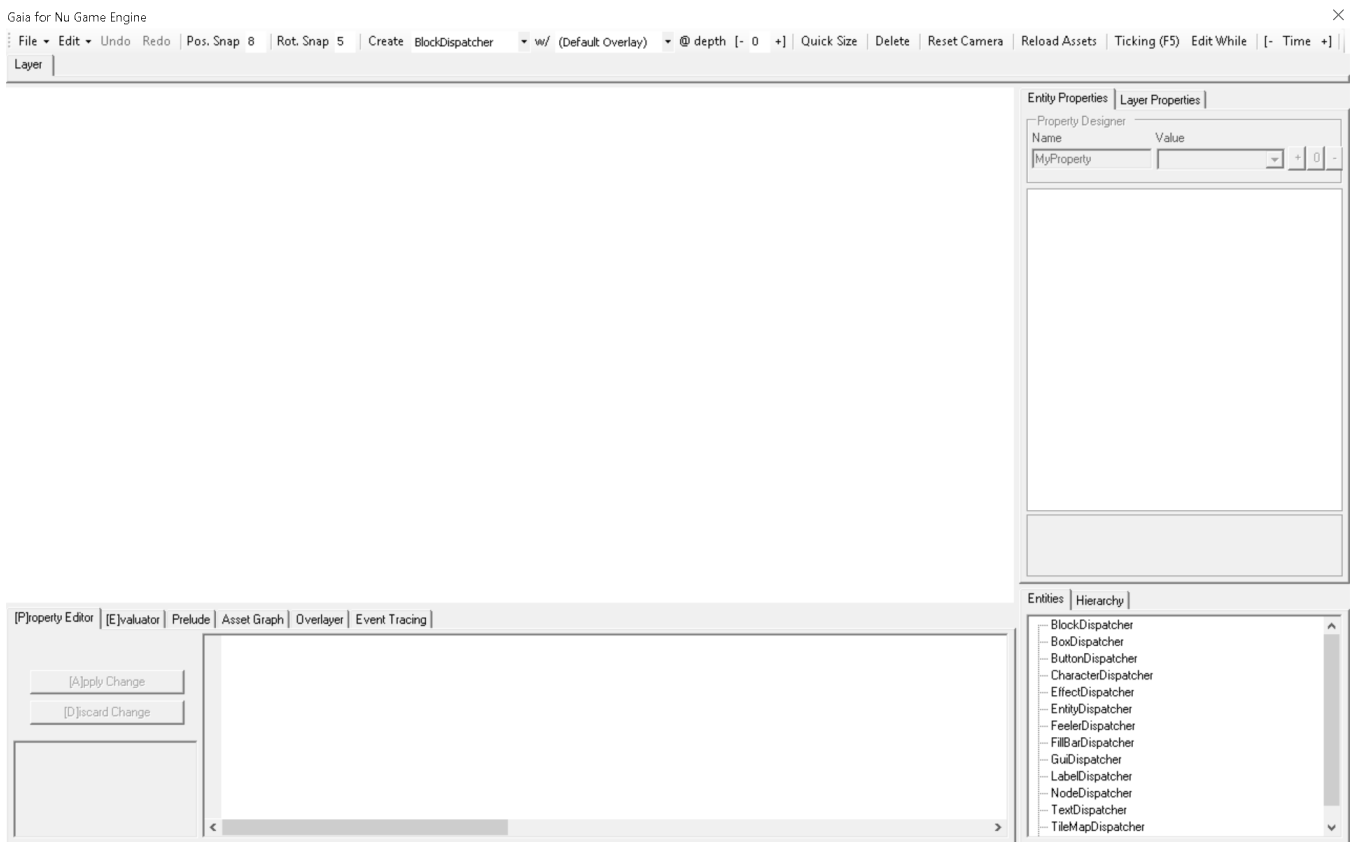 Gaia for Nu Game Engine
File Edit Undo Redo Pos. Snap 8 Rot. Snap 5 Create BlockDispatcher w/ (Default Overlay) @ depth [- 0 +] Quick Size Delete Reset Camera Reload Assets Ticking (F5) Edit While [- Time +]
Layer
Entity Properties Layer Properties
Property Designer
Name Value
MyProperty + 0 -
[P]roperty Editor [E]valuator Prelude Asset Graph Overlayer Event Tracing
[A]pply Change
[D]iscard Change
Entities Hierarchy
BlockDispatcher
BoxDispatcher
ButtonDispatcher
CharacterDispatcher
EffectDispatcher
EntityDispatcher
FeelerDispatcher
FillBarDispatcher
GuiDispatcher
LabelDispatcher
NodeDispatcher
TextDispatcher
TileMapDispatcher